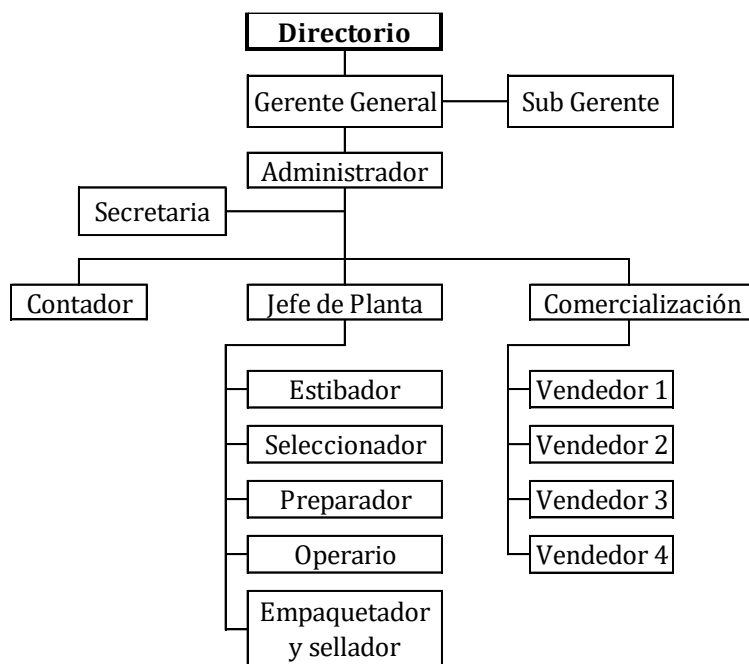 Directorio
Gerente General
Sub Gerente
Administrador
Secretaria
Contador
Jefe de Planta
Comercialización
Estibador
Vendedor 1
Seleccionador
Vendedor 2
Preparador
Vendedor 3
Operario
Vendedor 4
Empaquetador
y sellador